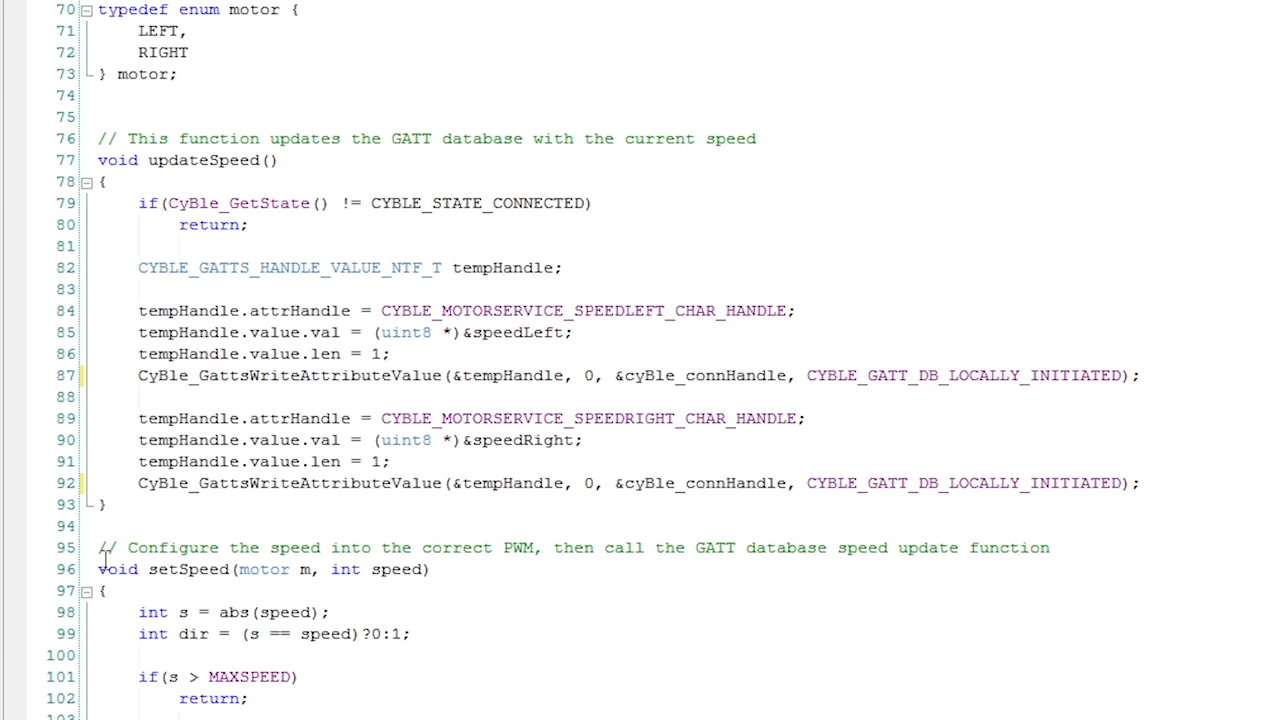 70 typedef enum motor {
71 LEFT,
72 RIGHT
73 } motor;
74
75
76 // This function updates the GATT database with the current speed
77 void updateSpeed()
78 {
79 if(CyBle_GetState() != CYBLE_STATE_CONNECTED)
80 return;
81
82 CYBLE_GATTS_HANDLE_VALUE_NTF_T tempHandle;
83
84 tempHandle.attrHandle = CYBLE_MOTORSERVICE_SPEEDLEFT_CHAR_HANDLE;
85 tempHandle.value.val = (uint8 *)&speedLeft;
86 tempHandle.value.len = 1;
87 CyBle_GattsWriteAttributeValue(&tempHandle, 0, &cyBle_connHandle, CYBLE_GATT_DB_LOCALLY_INITIATED);
88
89 tempHandle.attrHandle = CYBLE_MOTORSERVICE_SPEEDRIGHT_CHAR_HANDLE;
90 tempHandle.value.val = (uint8 *)&speedRight;
91 tempHandle.value.len = 1;
92 CyBle_GattsWriteAttributeValue(&tempHandle, 0, &cyBle_connHandle, CYBLE_GATT_DB_LOCALLY_INITIATED);
93 }
94
95 // Configure the speed into the correct PWM, then call the GATT database speed update function
96 void setSpeed(motor m, int speed)
97 {
98 int s = abs(speed);
99 int dir = (s == speed)?0:1;
100
101 if(s > MAXSPEED)
102 return;
103